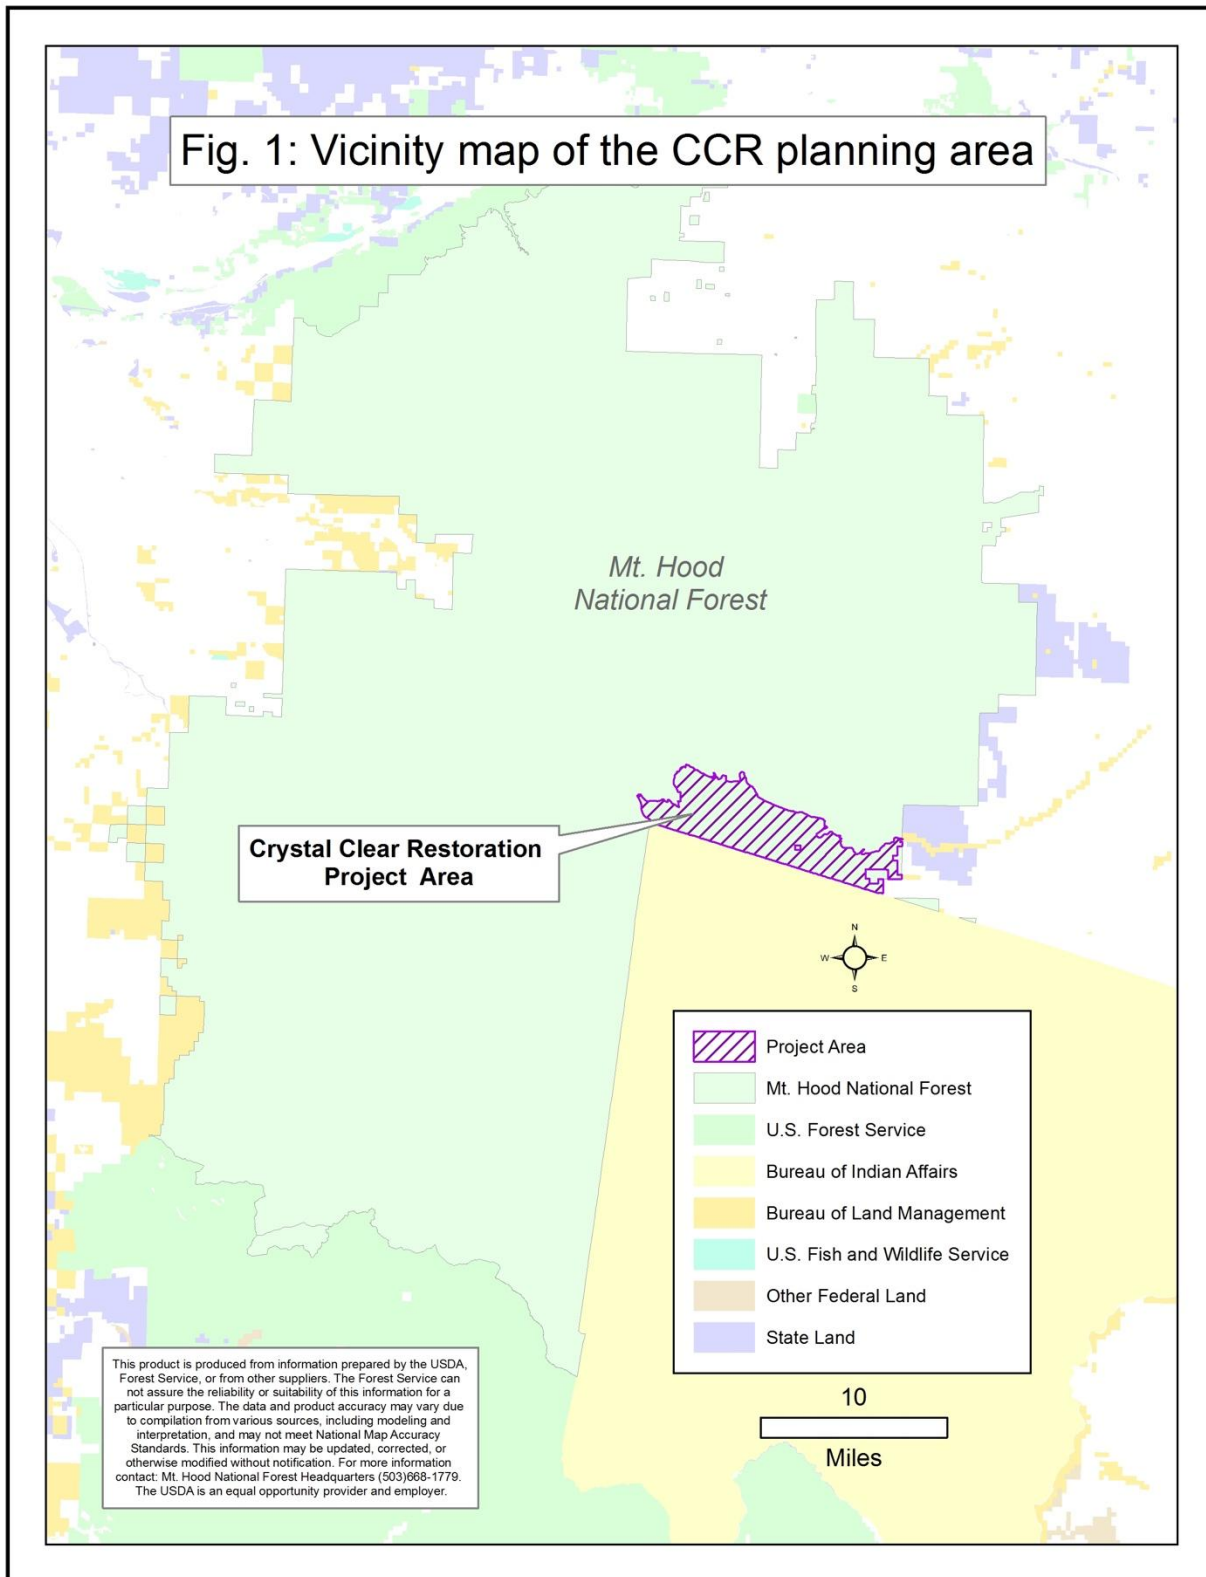 Fig. 1: Vicinity map of the CCR planning area
Mt. Hood
National Forest
Crystal Clear Restoration
Project Area
N
W
E
S
Project Area
Mt. Hood National Forest
U.S. Forest Service
Bureau of Indian Affairs
Bureau of Land Management
U.S. Fish and Wildlife Service
Other Federal Land
State Land
10
Miles
This product is produced from information prepared by the USDA,
Forest Service, or from other suppliers. The Forest Service can
not assure the reliability or suitability of this information for a
particular purpose. The data and product accuracy may vary due
to compilation from various sources, including modeling and
interpretation, and may not meet National Map Accuracy
Standards. This information may be updated, corrected, or
otherwise modified without notification. For more information
contact: Mt. Hood National Forest Headquarters (503)668-1779.
The USDA is an equal opportunity provider and employer.